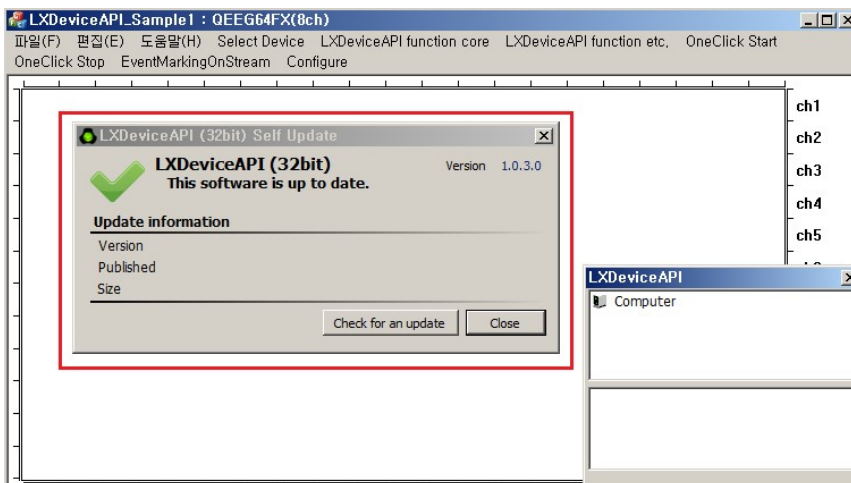 LXDeviceAPI_Sample1 : QEEG64FX(8ch)
파일(F) 편집(E) 도움말(H) Select Device LXDeviceAPI function core LXDeviceAPI function etc, OneClick Start
OneClick Stop EventMarkingOnStream Configure
ch1
LXDeviceAPI (32bit) Self Update
ch2
LXDeviceAPI (32bit) Version 1.0.3.0
This software is up to date.
ch3
ch4
Update information
ch5
Version
Published
Size
LXDeviceAPI
Computer
Check for an update Close